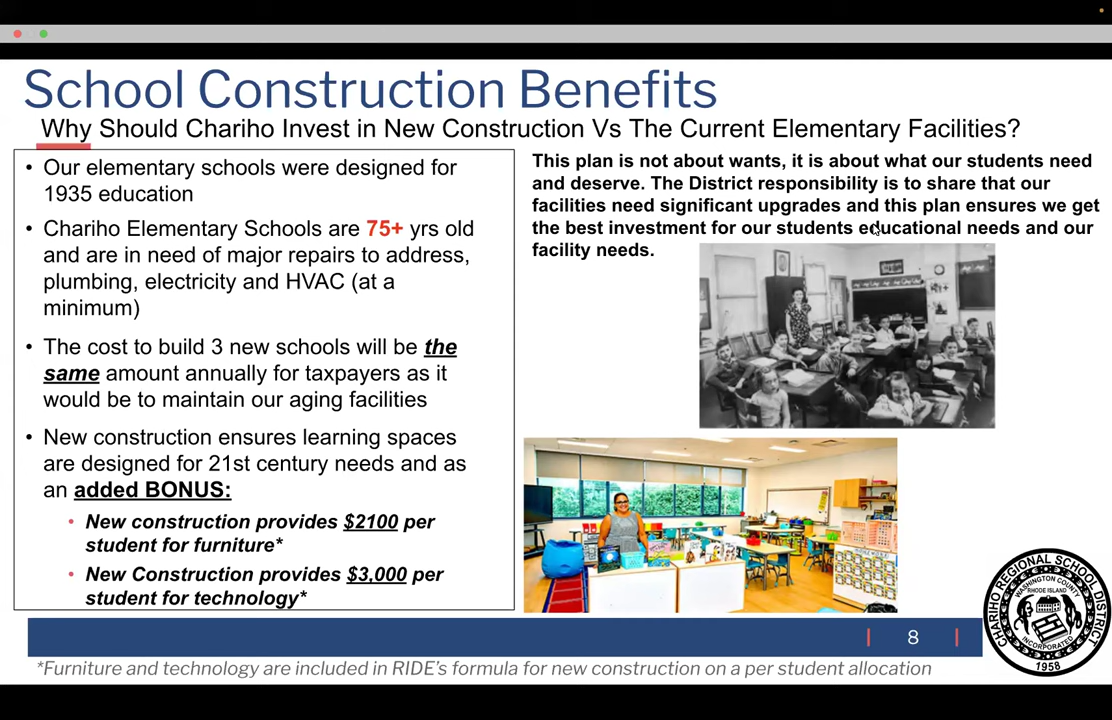 School Construction Benefits
Why Should Chariho Invest in New Construction Vs The Current Elementary Facilities?
• Our elementary schools were designed for
1935 education
• Chariho Elementary Schools are 75+ yrs old
and are in need of major repairs to address,
plumbing, electricity and HVAC (at a
minimum)
• The cost to build 3 new schools will be the
same amount annually for taxpayers as it
would be to maintain our aging facilities
• New construction ensures learning spaces
are designed for 21st century needs and as
an added BONUS:
• New construction provides $2100 per
student for furniture*
• New Construction provides $3,000 per
student for technology*
This plan is not about wants, it is about what our students need
and deserve. The District responsibility is to share that our
facilities need significant upgrades and this plan ensures we get
the best investment for our students educational needs and our
facility needs.
8
CHARIHO REGIONAL SCHOOL DISTRICT
WASHINGTON COUNTY
RHODE ISLAND
INCORPORATED
1958
*Furniture and technology are included in RIDE's formula for new construction on a per student allocation